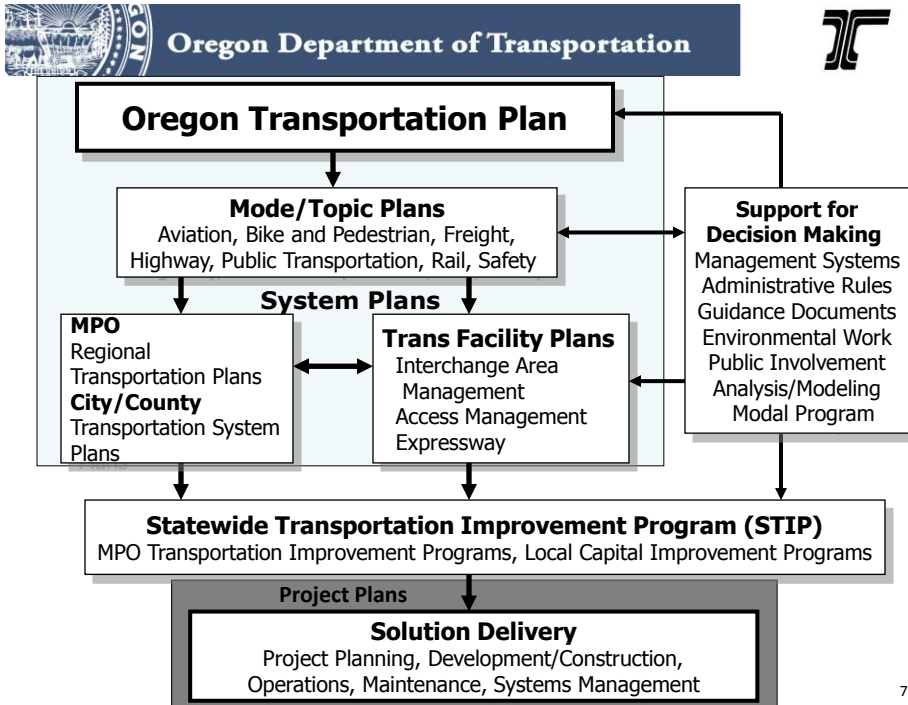 GON
Oregon Department of Transportation
Oregon Transportation Plan
Mode/Topic Plans
Aviation, Bike and Pedestrian, Freight,
Highway, Public Transportation, Rail, Safety
Support for
Decision Making
Management Systems
Administrative Rules
Guidance Documents
Environmental Work
Public Involvement
Analysis/Modeling
Modal Program
System Plans
MPO
Regional
Transportation Plans
City/County
Transportation System
Plans
Trans Facility Plans
Interchange Area
Management
Access Management
Expressway
Statewide Transportation Improvement Program (STIP)
MPO Transportation Improvement Programs, Local Capital Improvement Programs
Project Plans
Solution Delivery
Project Planning, Development/Construction,
Operations, Maintenance, Systems Management
7